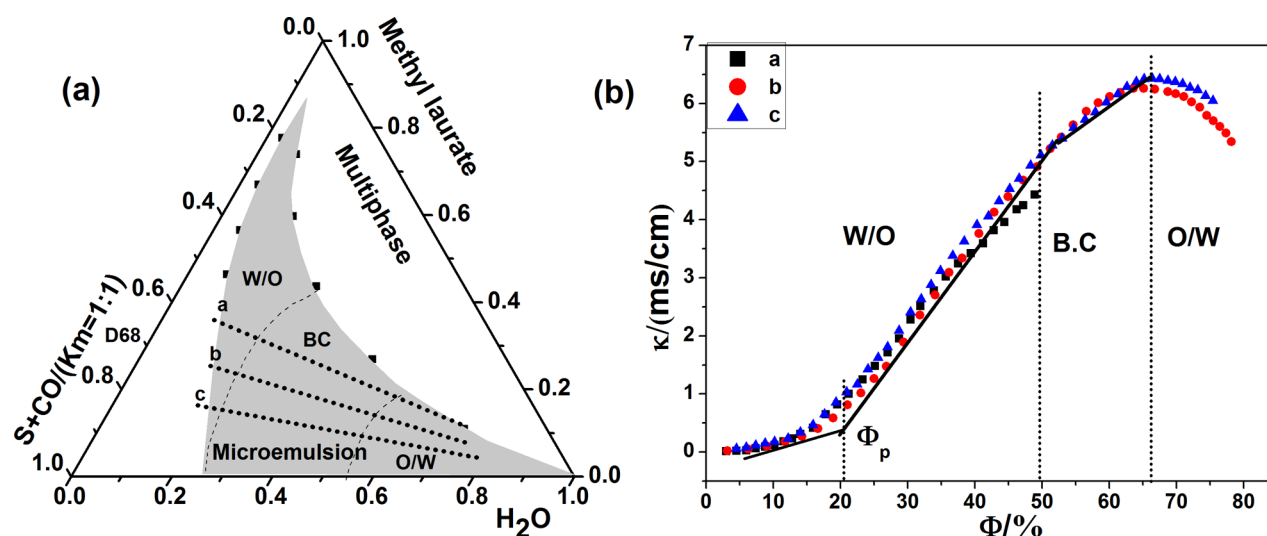 (a)
0.0
1.0
Methyl laurate
0.2
0.8
Multiphase
0.4
0.6
W/O
0.6
a
0.4
D68
BC
S+CO/(Km=1:1)
b
0.8
c
0.2
Microemulsion
O/W
1.0
0.0
0.0
0.2
0.4
0.6
0.8
1.0
H2O
(b)
a
b
c
7
6
5
4
3
2
1
0
κ/(ms/cm)
W/O
B.C
O/W
Φp
0
10
20
30
40
50
60
70
80
Φ/%